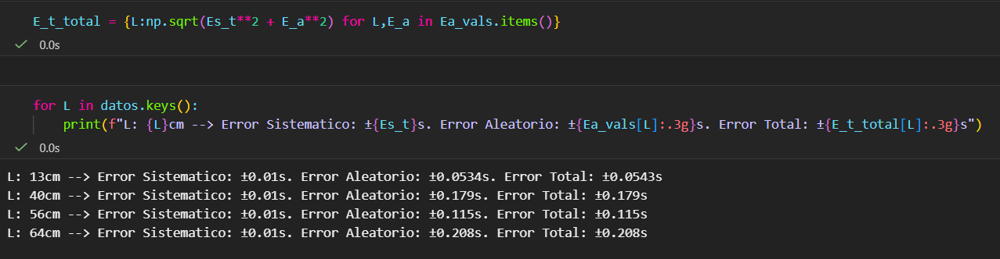 E_t_total = {L:np.sqrt(Es_t**2 + E_a**2) for L,E_a in Ea_vals.items()}
0.0s
for L in datos.keys():
    print(f"L: {L}cm --> Error Sistematico: ±{Es_t}s. Error Aleatorio: ±{Ea_vals[L]:.3g}s. Error Total: ±{E_t_total[L]:.3g}s")
0.0s
L: 13cm --> Error Sistematico: ±0.01s. Error Aleatorio: ±0.0534s. Error Total: ±0.0543s
L: 40cm --> Error Sistematico: ±0.01s. Error Aleatorio: ±0.179s. Error Total: ±0.179s
L: 56cm --> Error Sistematico: ±0.01s. Error Aleatorio: ±0.115s. Error Total: ±0.115s
L: 64cm --> Error Sistematico: ±0.01s. Error Aleatorio: ±0.208s. Error Total: ±0.208s